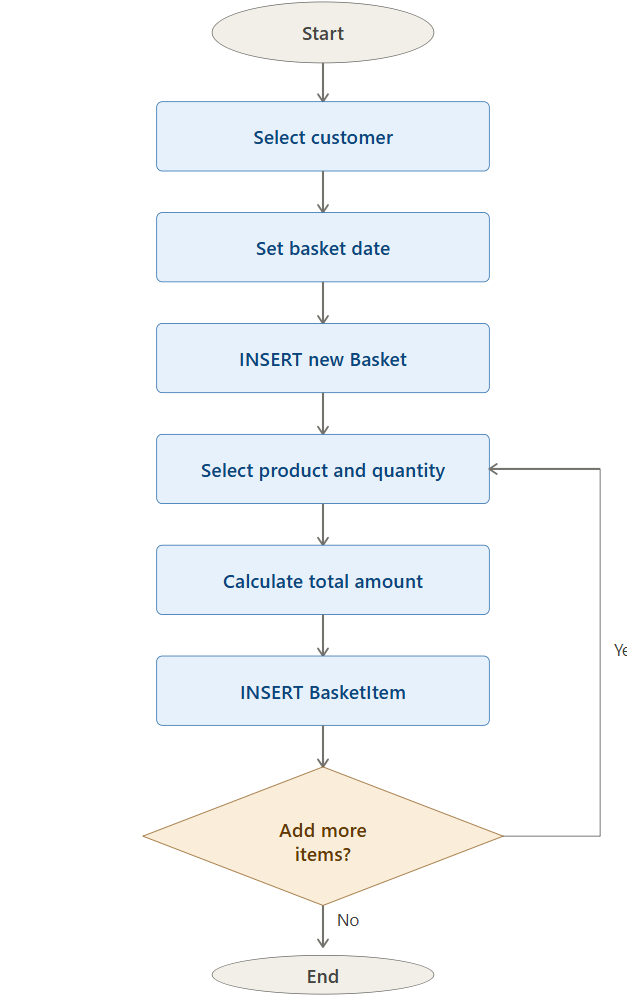 Start
Select customer
Set basket date
INSERT new Basket
Select product and quantity
Calculate total amount
INSERT BasketItem
Ye
Add more
items?
No
End